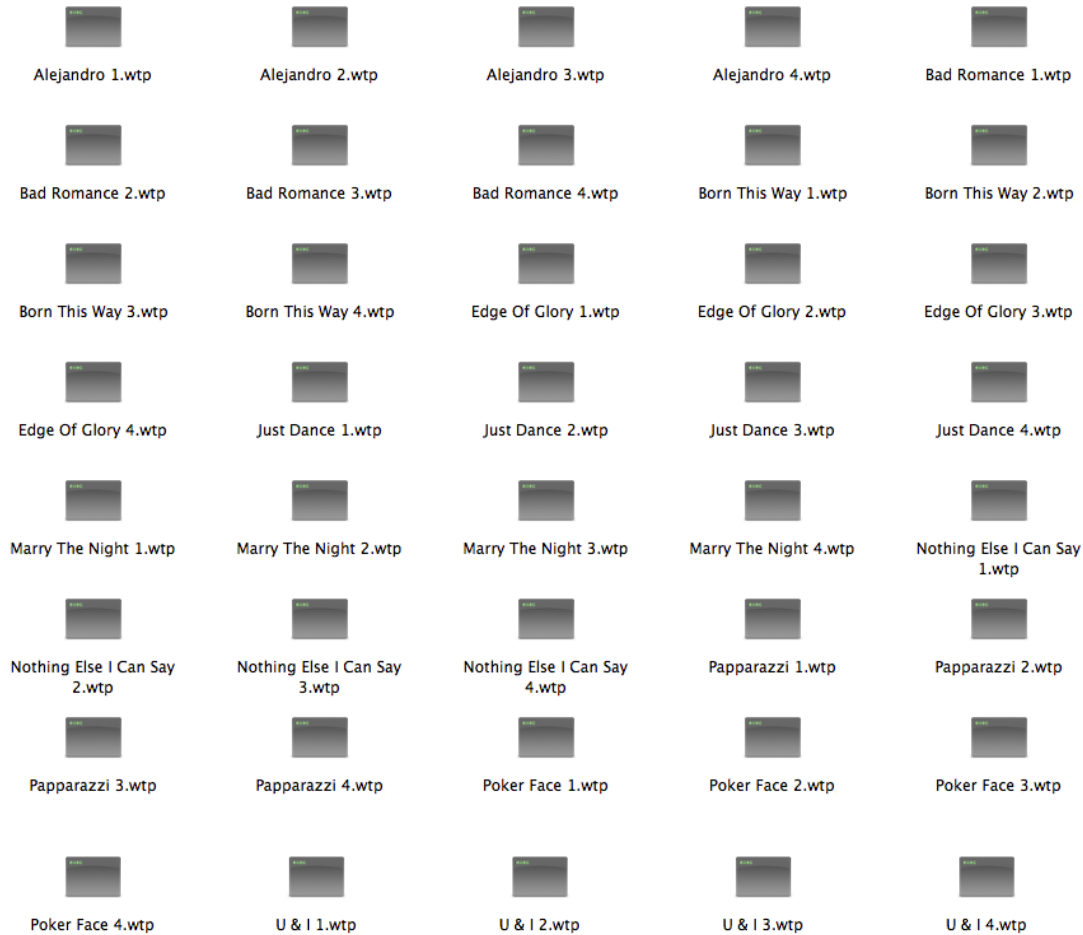 Alejandro 1.wtp
Alejandro 2.wtp
Alejandro 3.wtp
Alejandro 4.wtp
Bad Romance 1.wtp
Bad Romance 2.wtp
Bad Romance 3.wtp
Bad Romance 4.wtp
Born This Way 1.wtp
Born This Way 2.wtp
Born This Way 3.wtp
Born This Way 4.wtp
Edge Of Glory 1.wtp
Edge Of Glory 2.wtp
Edge Of Glory 3.wtp
Edge Of Glory 4.wtp
Just Dance 1.wtp
Just Dance 2.wtp
Just Dance 3.wtp
Just Dance 4.wtp
Marry The Night 1.wtp
Marry The Night 2.wtp
Marry The Night 3.wtp
Marry The Night 4.wtp
Nothing Else I Can Say
1.wtp
Nothing Else I Can Say
2.wtp
Nothing Else I Can Say
3.wtp
Nothing Else I Can Say
4.wtp
Papparazzi 1.wtp
Papparazzi 2.wtp
Papparazzi 3.wtp
Papparazzi 4.wtp
Poker Face 1.wtp
Poker Face 2.wtp
Poker Face 3.wtp
Poker Face 4.wtp
U & I 1.wtp
U & I 2.wtp
U & I 3.wtp
U & I 4.wtp